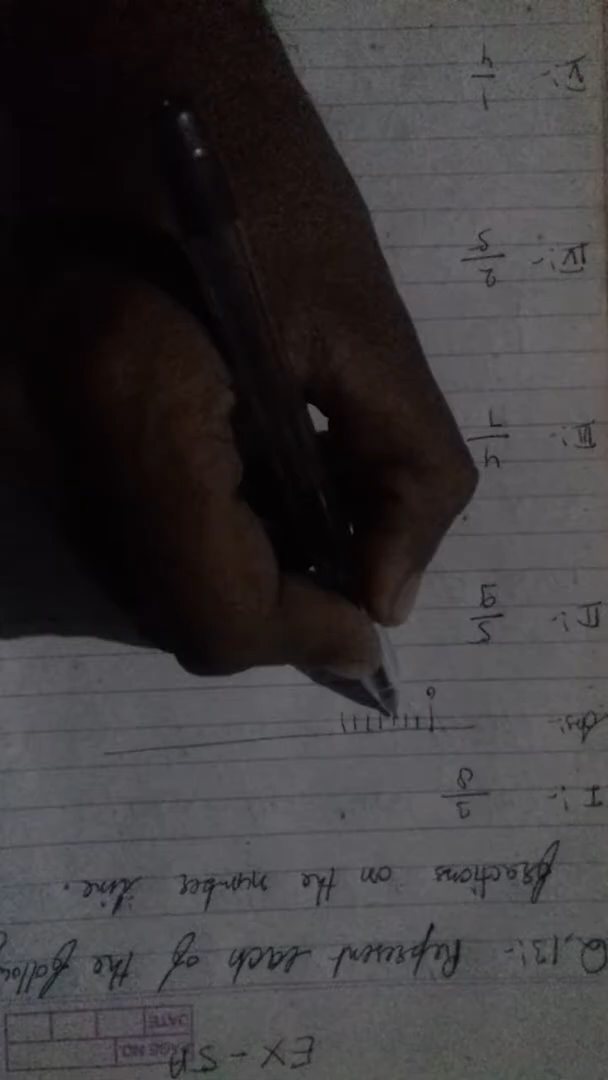 EX - 5A
PAGE NO.
DATE
Q.13:- Represent each of the
fractions on the number line.
I:- 3/8
Ans:-
0
II:- 5/9
III:- 4/7
IV:- 2/5
V:- 1/4